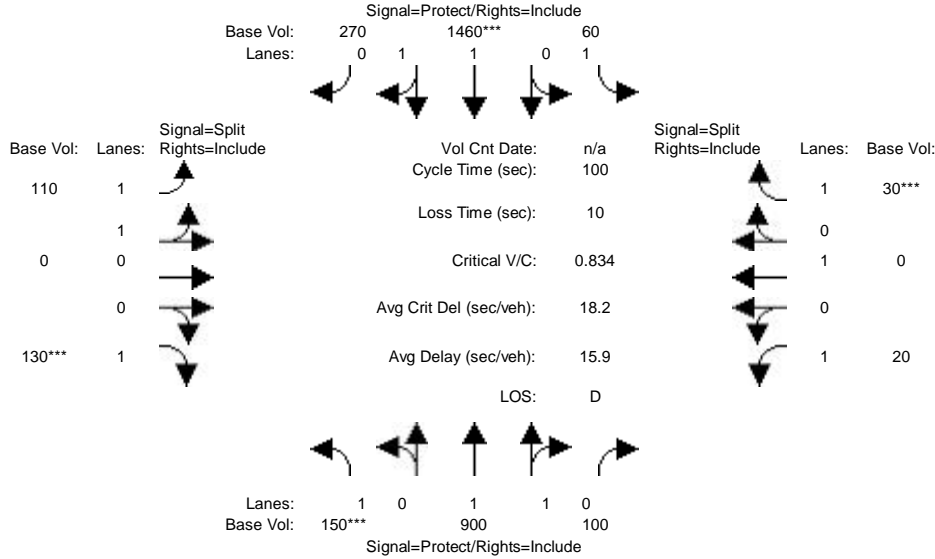 Signal=Protect/Rights=Include
Base Vol: 270 1460*** 60
Lanes: 0 1 1 0 1
Signal=Split Signal=Split
Base Vol: Lanes: Rights=Include Vol Cnt Date: n/a Rights=Include Lanes: Base Vol:
Cycle Time (sec): 100
110 1 1 30***
Loss Time (sec): 10
1 0
0 0 Critical V/C: 0.834 1 0
0 Avg Crit Del (sec/veh): 18.2 0
130*** 1 Avg Delay (sec/veh): 15.9 1 20
LOS: D
Lanes: 1 0 1 1 0
Base Vol: 150*** 900 100
Signal=Protect/Rights=Include